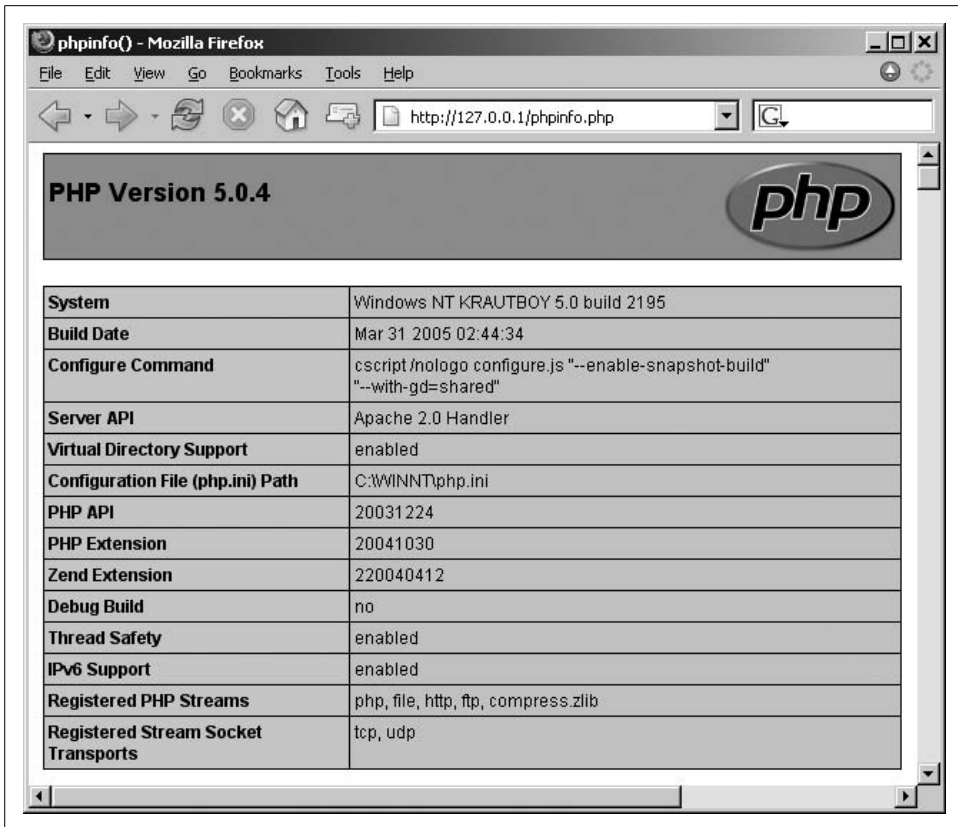 phpinfo() - Mozilla Firefox
File Edit View Go Bookmarks Tools Help
http://127.0.0.1/phpinfo.php G
PHP Version 5.0.4 php
System Windows NT KRAUTBOY 5.0 build 2195
Build Date Mar 31 2005 02:44:34
Configure Command cscript /nologo configure.js "--enable-snapshot-build"
"--with-gd=shared"
Server API Apache 2.0 Handler
Virtual Directory Support enabled
Configuration File (php.ini) Path C:\WINNT\php.ini
PHP API 20031224
PHP Extension 20041030
Zend Extension 220040412
Debug Build no
Thread Safety enabled
IPv6 Support enabled
Registered PHP Streams php, file, http, ftp, compress.zlib
Registered Stream Socket tcp, udp
Transports